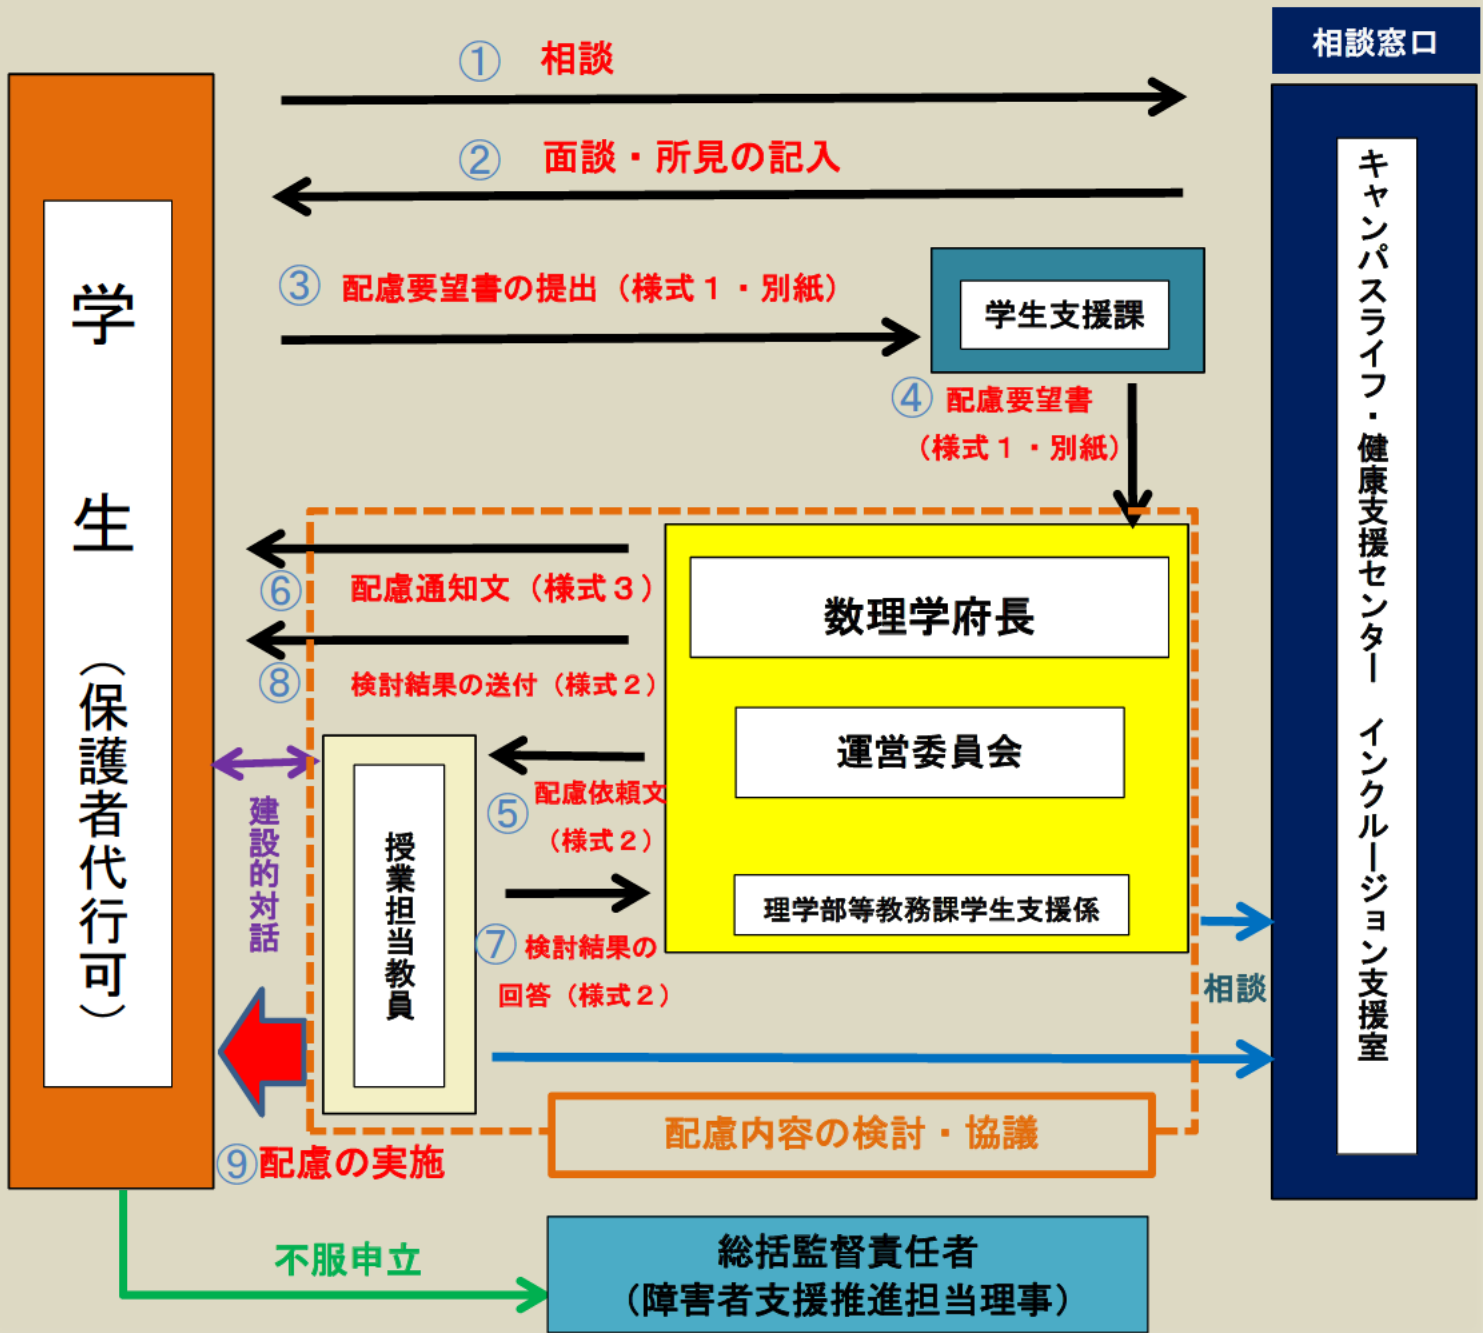 相談窓口
① 相談
② 面談・所見の記入
③ 配慮要望書の提出（様式１・別紙）
学生支援課
④ 配慮要望書
（様式１・別紙）
学生（保護者代行可）
キャンパスライフ・健康支援センター　インクルージョン支援室
数理学府長
⑥ 配慮通知文（様式３）
⑧ 検討結果の送付（様式２）
運営委員会
⑤ 配慮依頼文
（様式２）
建設的対話
授業担当教員
理学部等教務課学生支援係
⑦ 検討結果の
回答（様式２）
相談
配慮内容の検討・協議
⑨配慮の実施
不服申立
総括監督責任者
（障害者支援推進担当理事）